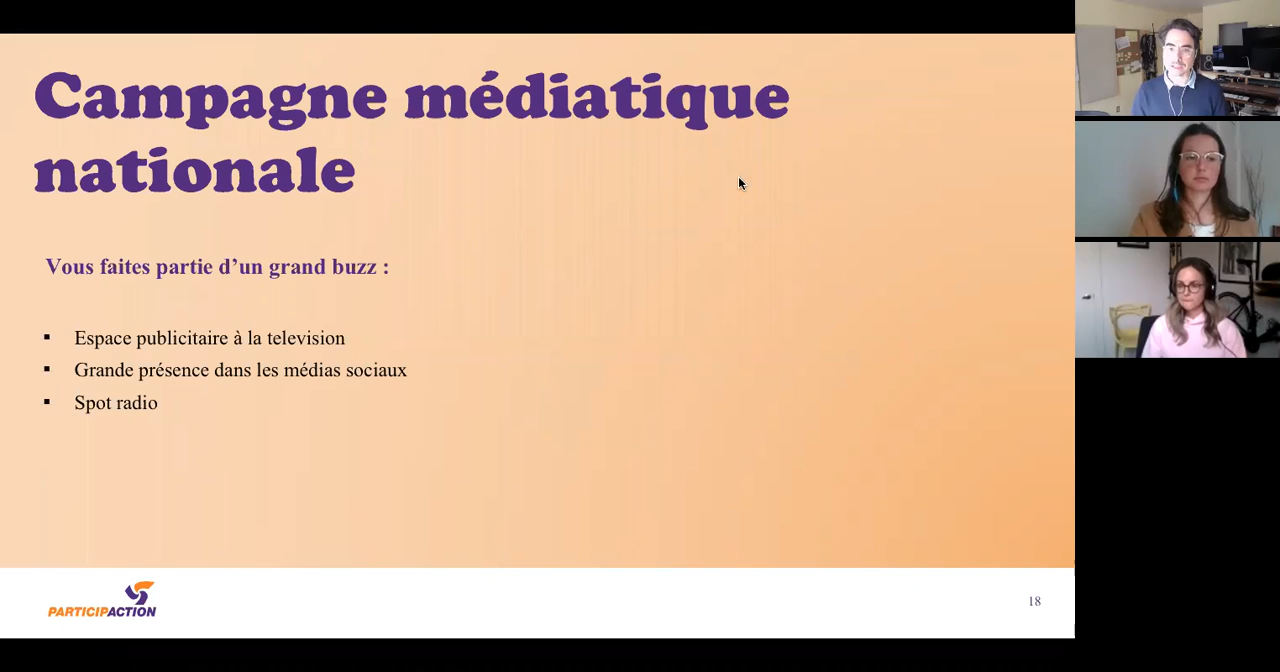 Campagne médiatique
nationale
Vous faites partie d’un grand buzz :
▪ Espace publicitaire à la television
▪ Grande présence dans les médias sociaux
▪ Spot radio
PARTICIPACTION
18